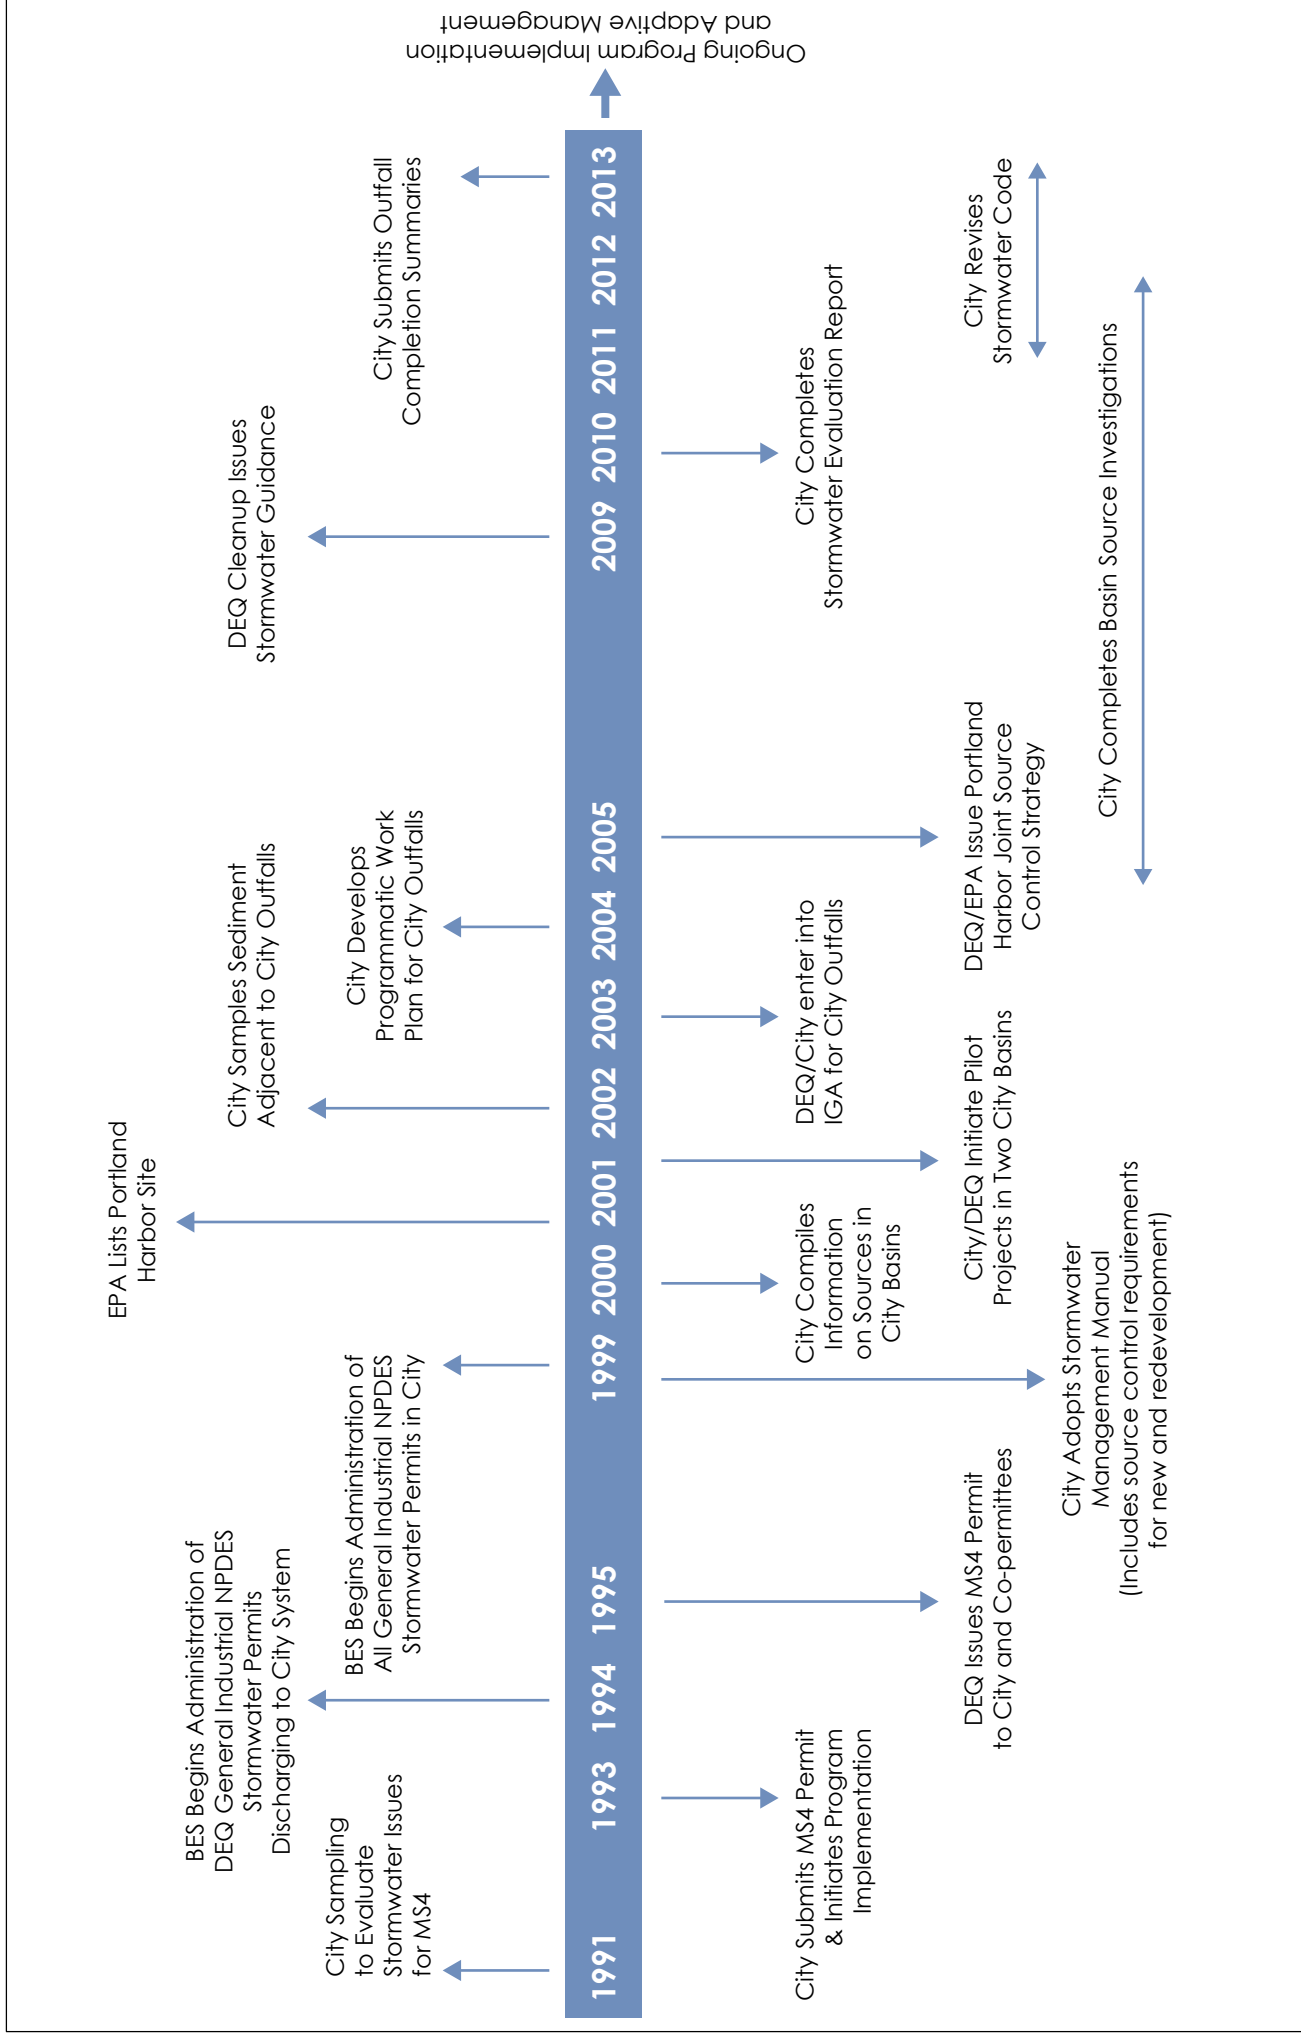 EPA Lists Portland
Harbor Site
BES Begins Administration of
DEQ General Industrial NPDES
Stormwater Permits
Discharging to City System
City Samples Sediment
Adjacent to City Outfalls
DEQ Cleanup Issues
Stormwater Guidance
City Sampling
to Evaluate
Stormwater Issues
for MS4
BES Begins Administration of
All General Industrial NPDES
Stormwater Permits in City
City Develops
Programmatic Work
Plan for City Outfalls
City Submits Outfall
Completion Summaries
1991 1993 1994 1995 1999 2000 2001 2002 2003 2004 2005 2009 2010 2011 2012 2013
Ongoing Program Implementation
and Adaptive Management
City Submits MS4 Permit
& Initiates Program
Implementation
City Compiles
Information
on Sources in
City Basins
DEQ/City enter into
IGA for City Outfalls
City Completes
Stormwater Evaluation Report
DEQ Issues MS4 Permit
to City and Co-permittees
City/DEQ Initiate Pilot
Projects in Two City Basins
DEQ/EPA Issue Portland
Harbor Joint Source
Control Strategy
City Revises
Stormwater Code
City Adopts Stormwater
Management Manual
(Includes source control requirements
for new and redevelopment)
City Completes Basin Source Investigations